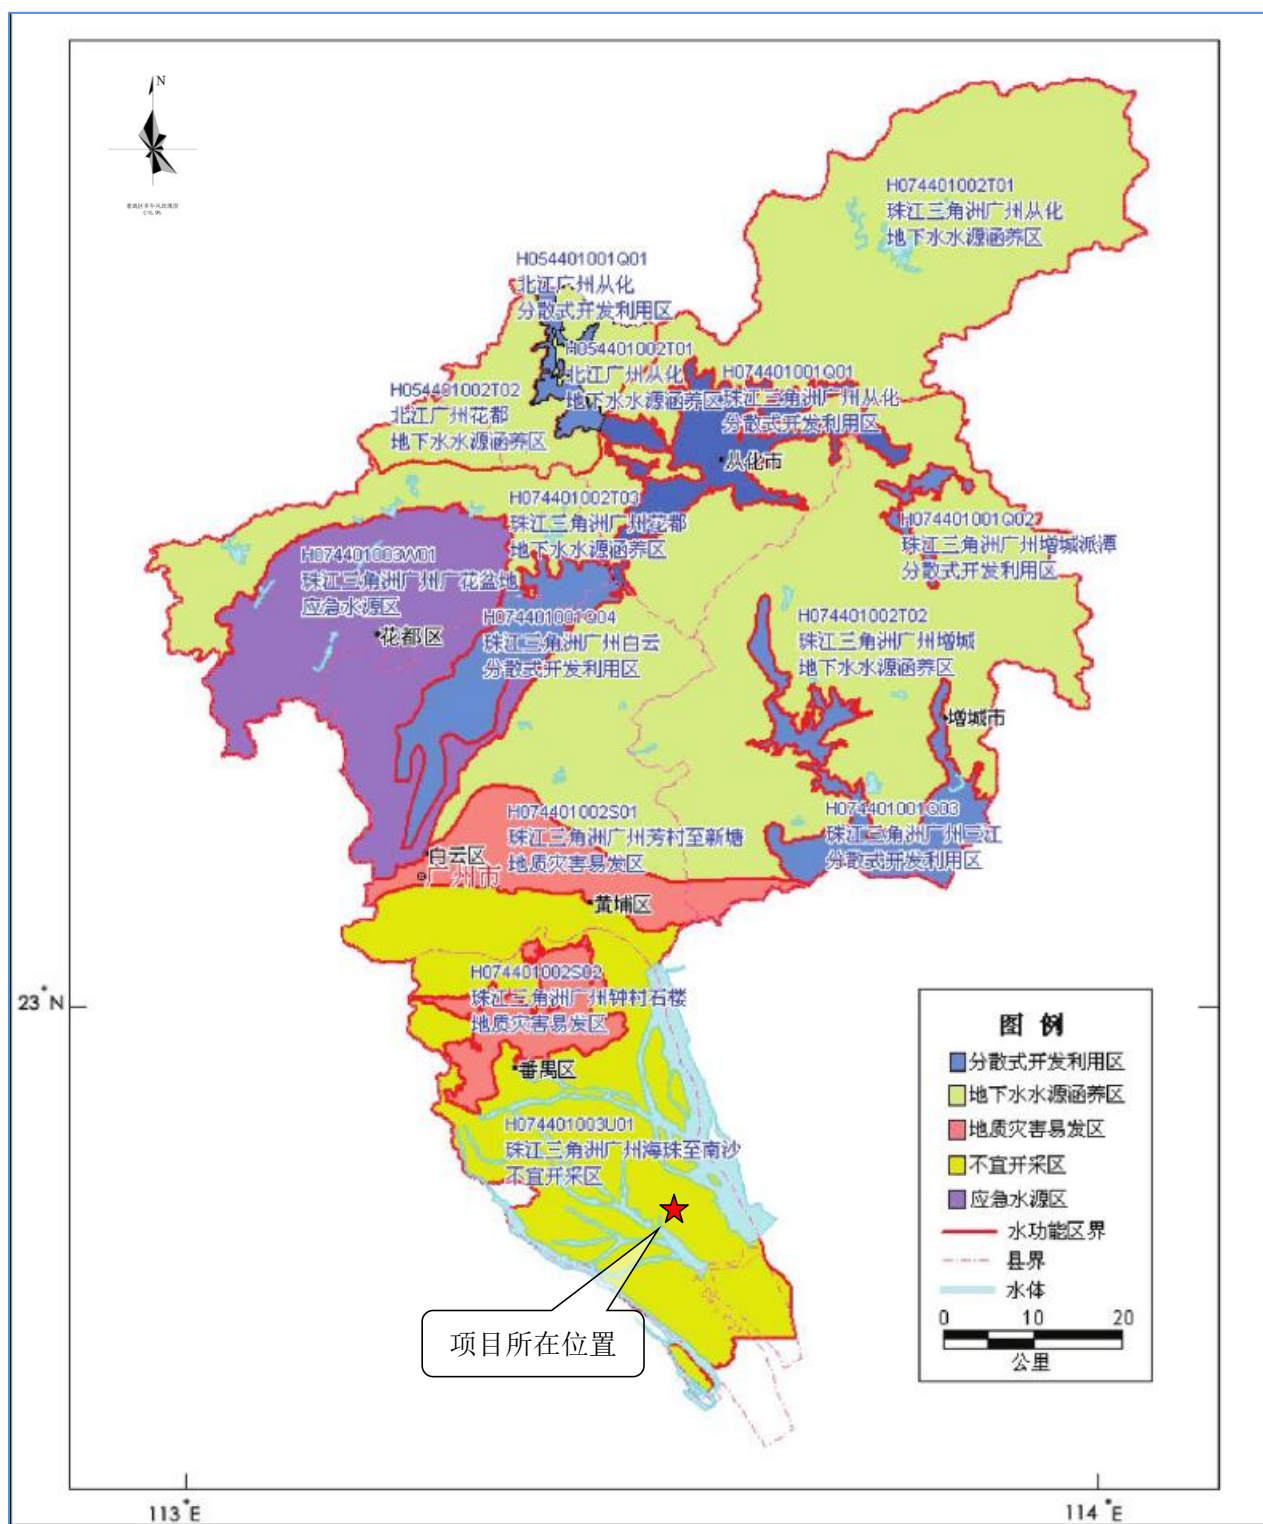 N
H074401002T01
珠江三角洲广州从化
地下水水源涵养区
H054401001Q01
北江广州从化
分散式开发利用区
H054401002T01
北江广州从化
地下水水源涵养区
H074401001Q01
珠江三角洲广州从化
分散式开发利用区
H054401002T02
北江广州花都
地下水水源涵养区
从化市
H074401002T03
珠江三角洲广州花都
地下水水源涵养区
H074401001Q02
珠江三角洲广州增城派潭
分散式开发利用区
H074401003W01
珠江三角洲广州广花盆地
应急水源区
花都区
H074401001Q04
珠江三角洲广州白云
分散式开发利用区
H074401002T02
珠江三角洲广州增城
地下水水源涵养区
增城市
H074401002S01
珠江三角洲广州芳村至新塘
地质灾害易发区
H074401001Q03
珠江三角洲广州三江
分散式开发利用区
白云区
广州市
黄埔区
H074401002S02
珠江三角洲广州钟村石楼
地质灾害易发区
番禺区
H074401003U01
珠江三角洲广州海珠至南沙
不宜开采区
项目所在位置
23°N
图 例
分散式开发利用区
地下水水源涵养区
地质灾害易发区
不宜开采区
应急水源区
水功能区界
县界
水体
0 10 20
公里
113°E
114°E